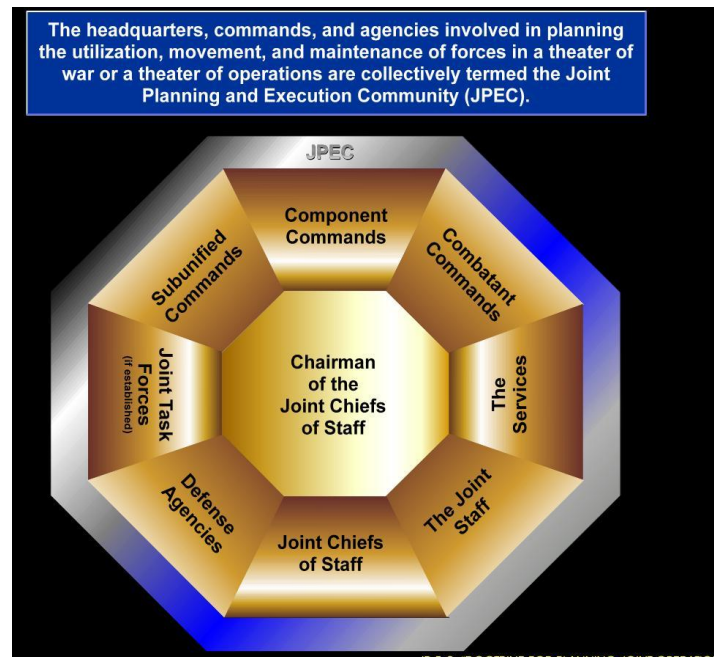 The headquarters, commands, and agencies involved in planning
the utilization, movement, and maintenance of forces in a theater of
war or a theater of operations are collectively termed the Joint
Planning and Execution Community (JPEC).
JPEC
Component
Commands
Combatant
Commands
The
Services
The Joint
Staff
Joint Chiefs
of Staff
Defense
Agencies
Joint Task
Forces
(if established)
Subunified
Commands
Chairman
of the
Joint Chiefs
of Staff